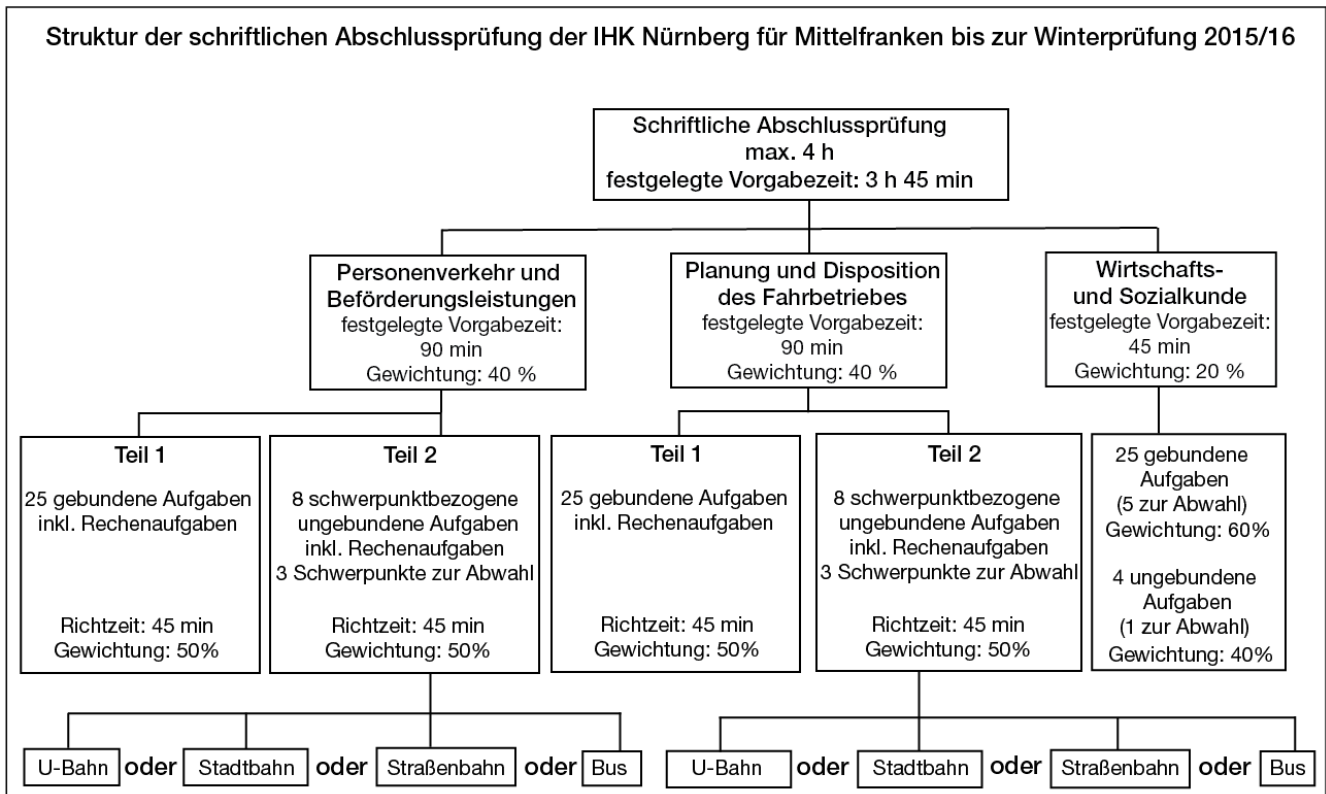 Struktur der schriftlichen Abschlussprüfung der IHK Nürnberg für Mittelfranken bis zur Winterprüfung 2015/16
Schriftliche Abschlussprüfung
max. 4 h
festgelegte Vorgabezeit: 3 h 45 min
Personenverkehr und
Beförderungsleistungen
festgelegte Vorgabezeit:
90 min
Gewichtung: 40 %
Planung und Disposition
des Fahrbetriebes
festgelegte Vorgabezeit:
90 min
Gewichtung: 40 %
Wirtschafts-
und Sozialkunde
festgelegte Vorgabezeit:
45 min
Gewichtung: 20 %
Teil 1
25 gebundene Aufgaben
inkl. Rechenaufgaben
Richtzeit: 45 min
Gewichtung: 50%
Teil 2
8 schwerpunktbezogene
ungebundene Aufgaben
inkl. Rechenaufgaben
3 Schwerpunkte zur Abwahl
Richtzeit: 45 min
Gewichtung: 50%
Teil 1
25 gebundene Aufgaben
inkl. Rechenaufgaben
Richtzeit: 45 min
Gewichtung: 50%
Teil 2
8 schwerpunktbezogene
ungebundene Aufgaben
inkl. Rechenaufgaben
3 Schwerpunkte zur Abwahl
Richtzeit: 45 min
Gewichtung: 50%
25 gebundene
Aufgaben
(5 zur Abwahl)
Gewichtung: 60%
4 ungebundene
Aufgaben
(1 zur Abwahl)
Gewichtung: 40%
U-Bahn oder Stadtbahn oder Straßenbahn oder Bus
U-Bahn oder Stadtbahn oder Straßenbahn oder Bus